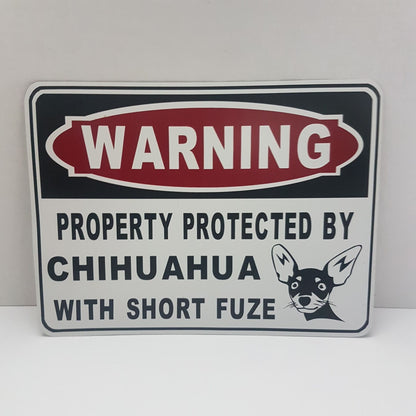 WARNING
PROPERTY PROTECTED BY
CHIHUAHUA
WITH SHORT FUZE